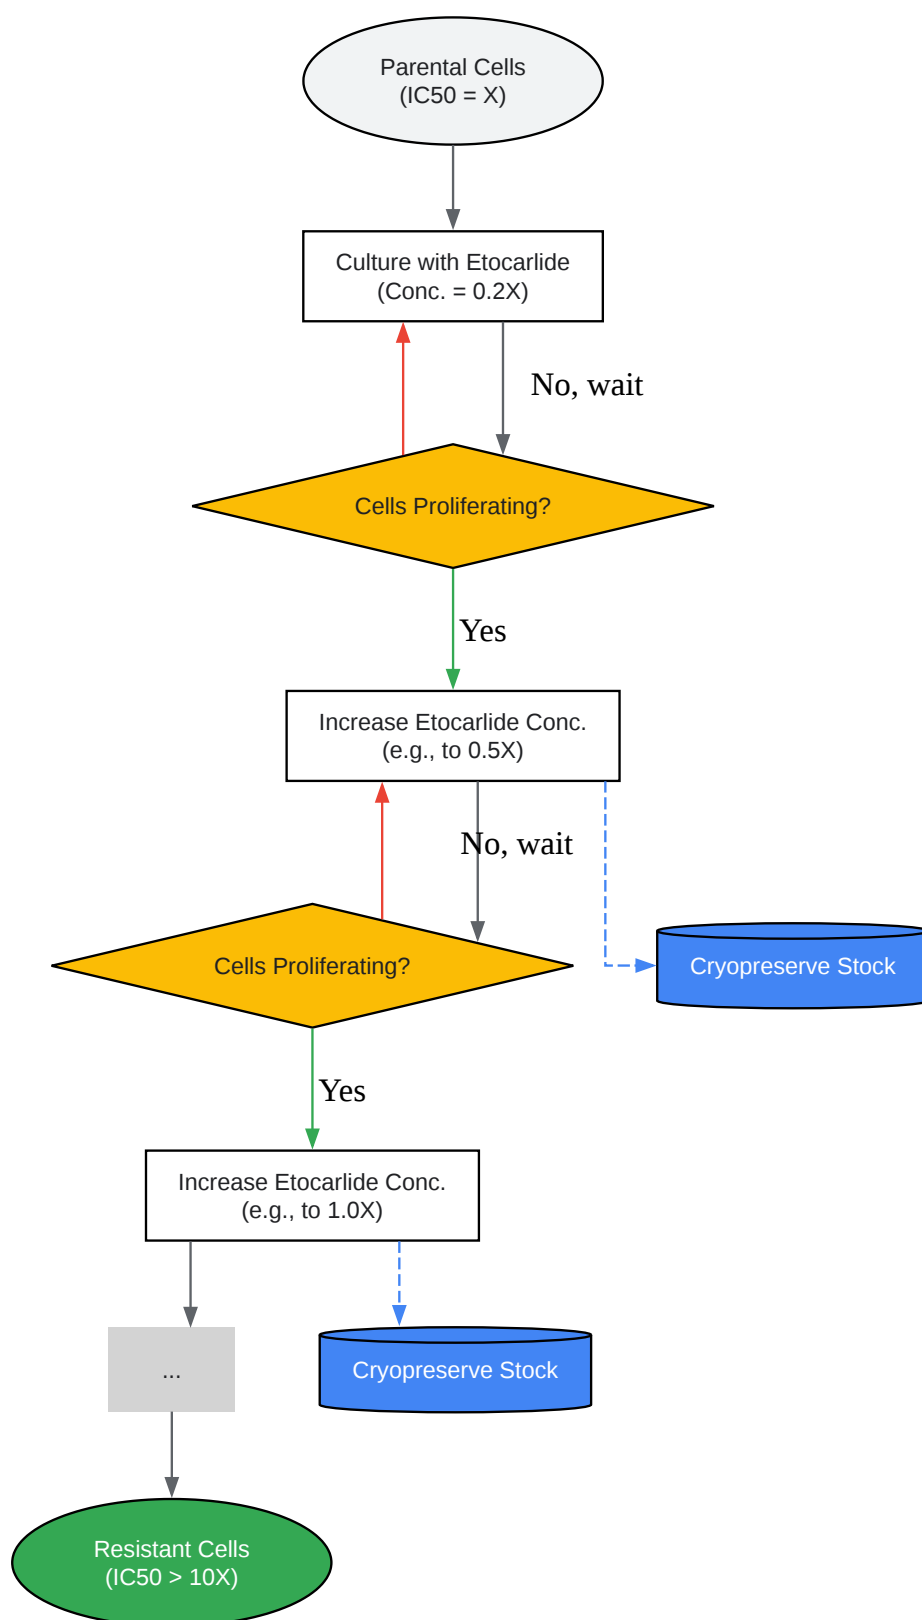 Parental Cells
(IC50 = X)
Culture with Etocarlide
(Conc. = 0.2X)
No, wait
Cells Proliferating?
Yes
Increase Etocarlide Conc.
(e.g., to 0.5X)
No, wait
Cells Proliferating?
Cryopreserve Stock
Yes
Increase Etocarlide Conc.
(e.g., to 1.0X)
...
Cryopreserve Stock
Resistant Cells
(IC50 > 10X)